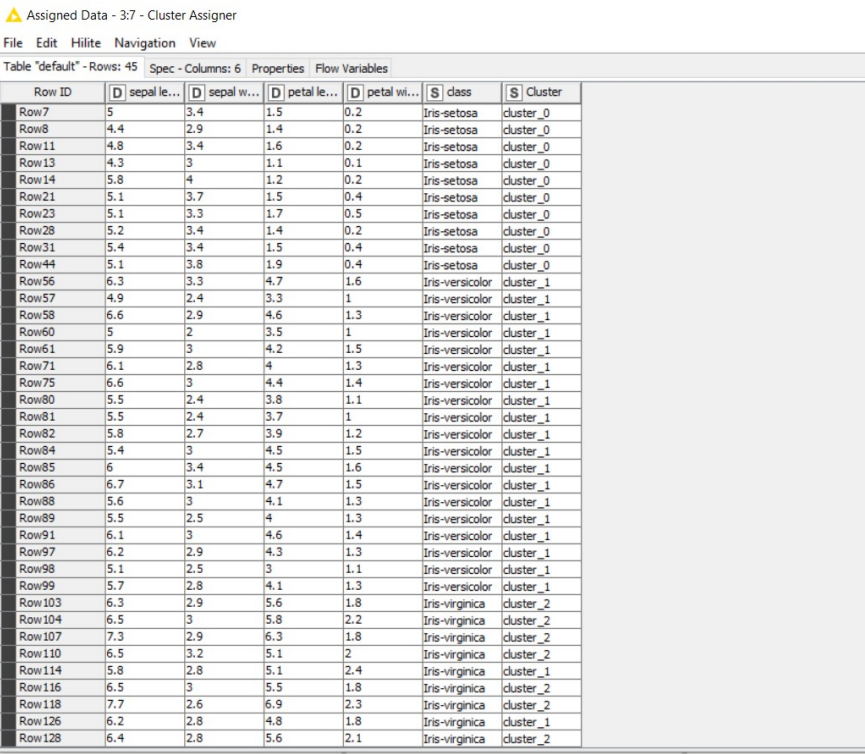 Assigned Data - 3:7 - Cluster Assigner
File Edit Hilite Navigation View
Table "default" - Rows: 45 Spec - Columns: 6 Properties Flow Variables
Row ID D sepal le... D sepal w... D petal le... D petal wi... S class S Cluster
Row7 5 3.4 1.5 0.2 Iris-setosa cluster_0
Row8 4.4 2.9 1.4 0.2 Iris-setosa cluster_0
Row11 4.8 3.4 1.6 0.2 Iris-setosa cluster_0
Row13 4.3 3 1.1 0.1 Iris-setosa cluster_0
Row14 5.8 4 1.2 0.2 Iris-setosa cluster_0
Row21 5.1 3.7 1.5 0.4 Iris-setosa cluster_0
Row23 5.1 3.3 1.7 0.5 Iris-setosa cluster_0
Row28 5.2 3.4 1.4 0.2 Iris-setosa cluster_0
Row31 5.4 3.4 1.5 0.4 Iris-setosa cluster_0
Row44 5.1 3.8 1.9 0.4 Iris-setosa cluster_0
Row56 6.3 3.3 4.7 1.6 Iris-versicolor cluster_1
Row57 4.9 2.4 3.3 1 Iris-versicolor cluster_1
Row58 6.6 2.9 4.6 1.3 Iris-versicolor cluster_1
Row60 5 2 3.5 1 Iris-versicolor cluster_1
Row61 5.9 3 4.2 1.5 Iris-versicolor cluster_1
Row71 6.1 2.8 4 1.3 Iris-versicolor cluster_1
Row75 6.6 3 4.4 1.4 Iris-versicolor cluster_1
Row80 5.5 2.4 3.8 1.1 Iris-versicolor cluster_1
Row81 5.5 2.4 3.7 1 Iris-versicolor cluster_1
Row82 5.8 2.7 3.9 1.2 Iris-versicolor cluster_1
Row84 5.4 3 4.5 1.5 Iris-versicolor cluster_1
Row85 6 3.4 4.5 1.6 Iris-versicolor cluster_1
Row86 6.7 3.1 4.7 1.5 Iris-versicolor cluster_1
Row88 5.6 3 4.1 1.3 Iris-versicolor cluster_1
Row89 5.5 2.5 4 1.3 Iris-versicolor cluster_1
Row91 6.1 3 4.6 1.4 Iris-versicolor cluster_1
Row97 6.2 2.9 4.3 1.3 Iris-versicolor cluster_1
Row98 5.1 2.5 3 1.1 Iris-versicolor cluster_1
Row99 5.7 2.8 4.1 1.3 Iris-versicolor cluster_1
Row103 6.3 2.9 5.6 1.8 Iris-virginica cluster_2
Row104 6.5 3 5.8 2.2 Iris-virginica cluster_2
Row107 7.3 2.9 6.3 1.8 Iris-virginica cluster_2
Row110 6.5 3.2 5.1 2 Iris-virginica cluster_2
Row114 5.8 2.8 5.1 2.4 Iris-virginica cluster_1
Row116 6.5 3 5.5 1.8 Iris-virginica cluster_2
Row118 7.7 2.6 6.9 2.3 Iris-virginica cluster_2
Row126 6.2 2.8 4.8 1.8 Iris-virginica cluster_1
Row128 6.4 2.8 5.6 2.1 Iris-virginica cluster_2